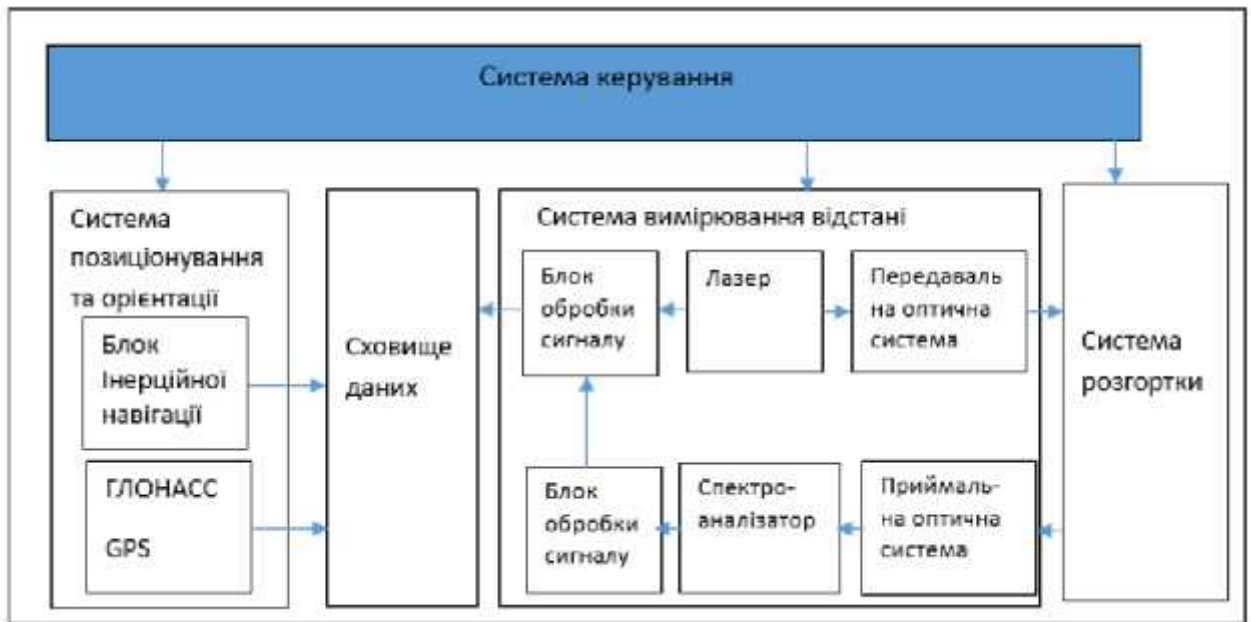 Система керування
Система
позиціонування
та орієнтації
Блок
Інерційної
навігації
ГЛОНАСС
GPS
Сховище
даних
Система вимірювання відстані
Блок
обробки
сигналу
Лазер
Передаваль
на оптична
система
Блок
обробки
сигналу
Спектро-
аналізатор
Приймаль-
на оптична
система
Система
розгортки